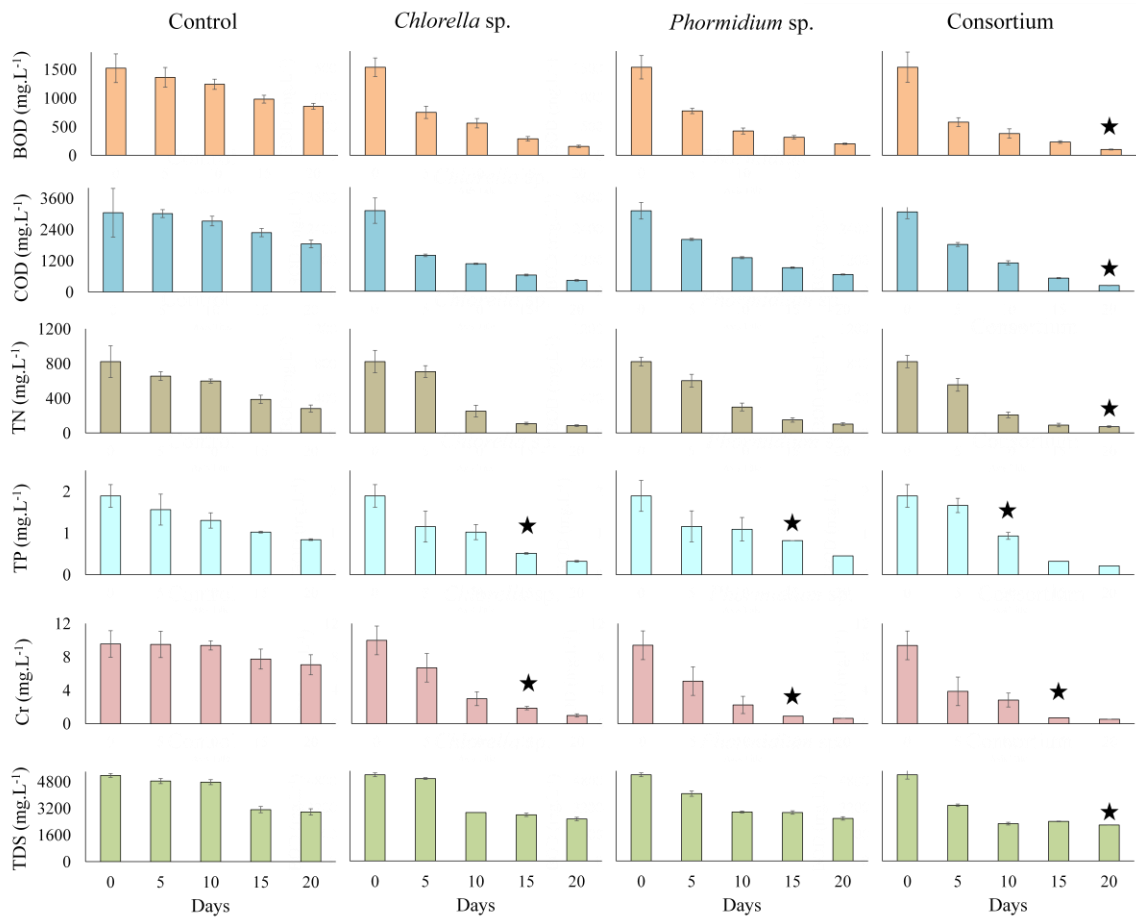 Control Chlorella sp. Phormidium sp. Consortium
BOD (mg.L-1)
1500
1000
500
0
COD (mg.L-1)
3600
2400
1200
0
TN (mg.L-1)
1200
800
400
0
TP (mg.L-1)
2
1
0
Cr (mg.L-1)
12
8
4
0
TDS (mg.L-1)
4800
3200
1600
0
0 5 10 15 20 0 5 10 15 20 0 5 10 15 20 0 5 10 15 20
Days Days Days Days